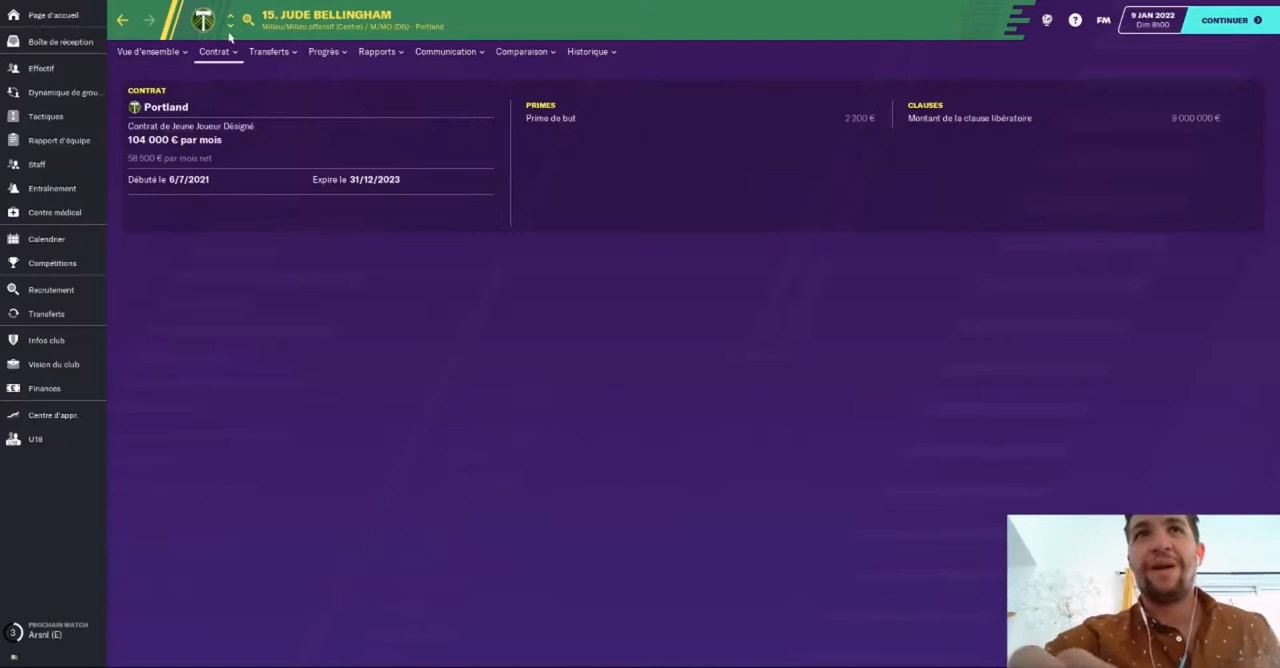 Page d'accueil
Boîte de réception
Effectif
Dynamique de grou...
Tactiques
Rapport d'équipe
Staff
Entraînement
Centre médical
Calendrier
Compétitions
Recrutement
Transferts
Infos club
Vision du club
Finances
Centre d'appr.
U18
PROCHAIN MATCH
3 Arsnl (E)
15. JUDE BELLINGHAM
Milieu/Milieu offensif (Centre) / M/MO (DG) - Portland
FM
9 JAN 2022
Dim 8h00
CONTINUER
Vue d'ensemble Contrat Transferts Progrès Rapports Communication Comparaison Historique
CONTRAT
Portland
Contrat de Jeune Joueur Désigné
104 000 € par mois
58 500 € par mois net
Débuté le 6/7/2021 Expire le 31/12/2023
PRIMES
Prime de but 2 200 €
CLAUSES
Montant de la clause libératoire 9 000 000 €